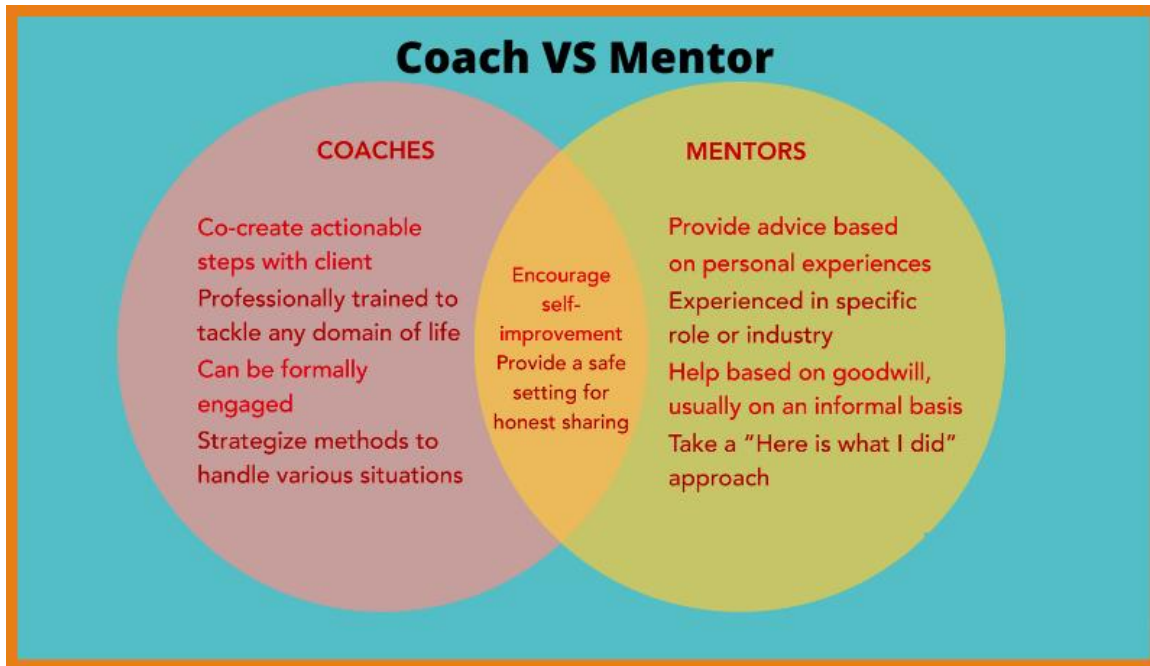 Coach VS Mentor
COACHES
Co-create actionable
steps with client
Professionally trained to
tackle any domain of life
Can be formally
engaged
Strategize methods to
handle various situations
Encourage
self-
improvement
Provide a safe
setting for
honest sharing
MENTORS
Provide advice based
on personal experiences
Experienced in specific
role or industry
Help based on goodwill,
usually on an informal basis
Take a “Here is what I did”
approach